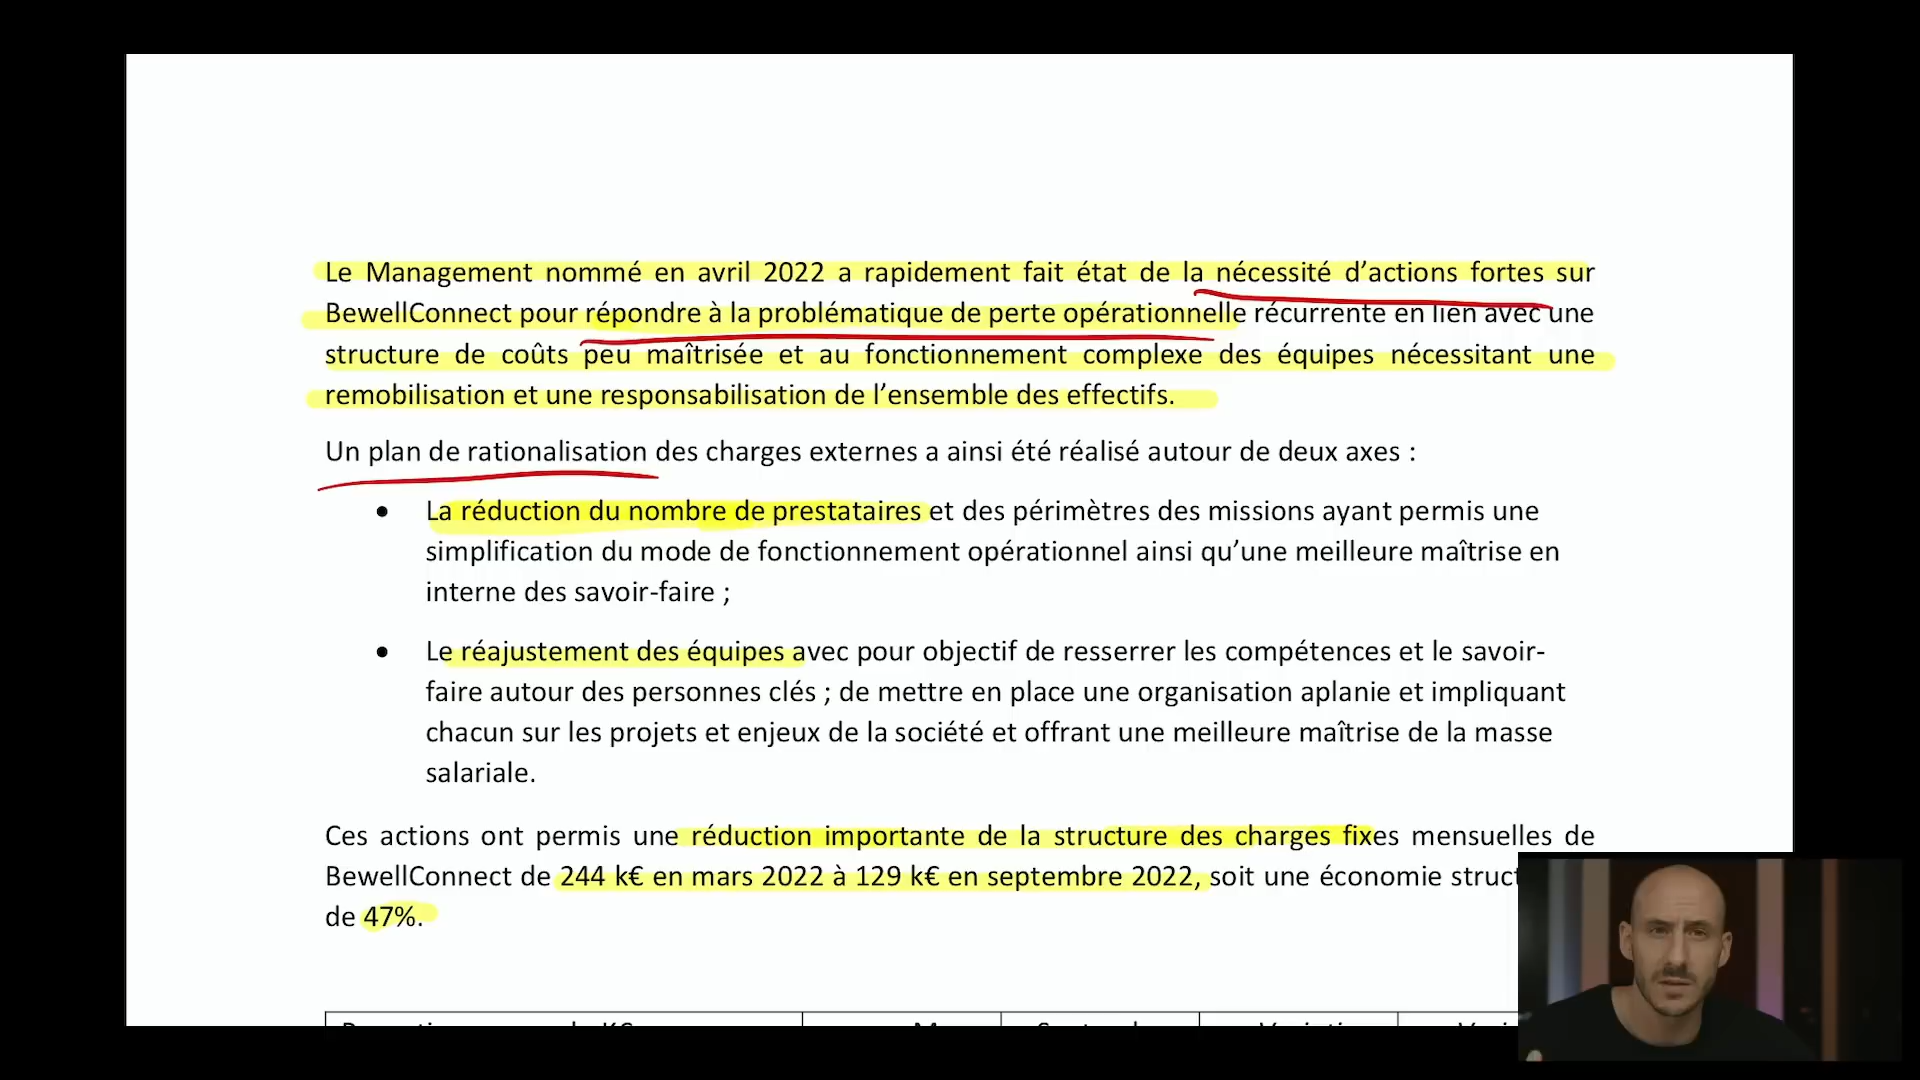 Le Management nommé en avril 2022 a rapidement fait état de la nécessité d’actions fortes sur
BewellConnect pour répondre à la problématique de perte opérationnelle récurrente en lien avec une
structure de coûts peu maîtrisée et au fonctionnement complexe des équipes nécessitant une
remobilisation et une responsabilisation de l’ensemble des effectifs.
Un plan de rationalisation des charges externes a ainsi été réalisé autour de deux axes :
• La réduction du nombre de prestataires et des périmètres des missions ayant permis une
simplification du mode de fonctionnement opérationnel ainsi qu’une meilleure maîtrise en
interne des savoir-faire ;
• Le réajustement des équipes avec pour objectif de resserrer les compétences et le savoir-
faire autour des personnes clés ; de mettre en place une organisation aplanie et impliquant
chacun sur les projets et enjeux de la société et offrant une meilleure maîtrise de la masse
salariale.
Ces actions ont permis une réduction importante de la structure des charges fixes mensuelles de
BewellConnect de 244 k€ en mars 2022 à 129 k€ en septembre 2022, soit une économie struct
de 47%.